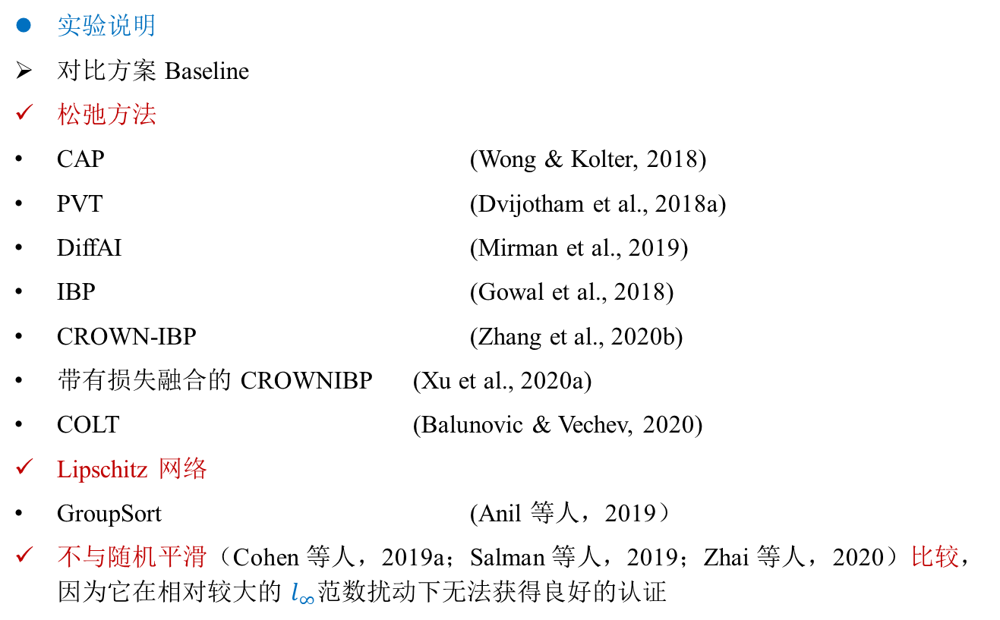 实验说明
对比方案 Baseline
松弛方法
CAP (Wong & Kolter, 2018)
PVT (Dvijotham et al., 2018a)
DiffAI (Mirman et al., 2019)
IBP (Gowal et al., 2018)
CROWN-IBP (Zhang et al., 2020b)
带有损失融合的 CROWNIBP (Xu et al., 2020a)
COLT (Balunovic & Vechev, 2020)
Lipschitz 网络
GroupSort (Anil 等人，2019）
不与随机平滑（Cohen 等人，2019a；Salman 等人，2019；Zhai 等人，2020）比较，
因为它在相对较大的 l∞范数扰动下无法获得良好的认证